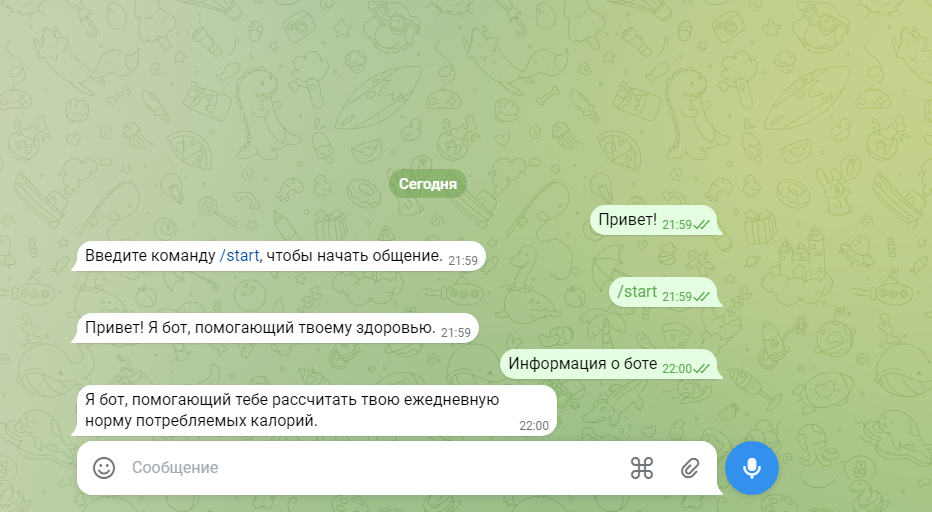 Сегодня
Привет! 21:59
Введите команду /start, чтобы начать общение. 21:59
/start 21:59
Привет! Я бот, помогающий твоему здоровью. 21:59
Информация о боте 22:00
Я бот, помогающий тебе рассчитать твою ежедневную
норму потребляемых калорий. 22:00
Сообщение